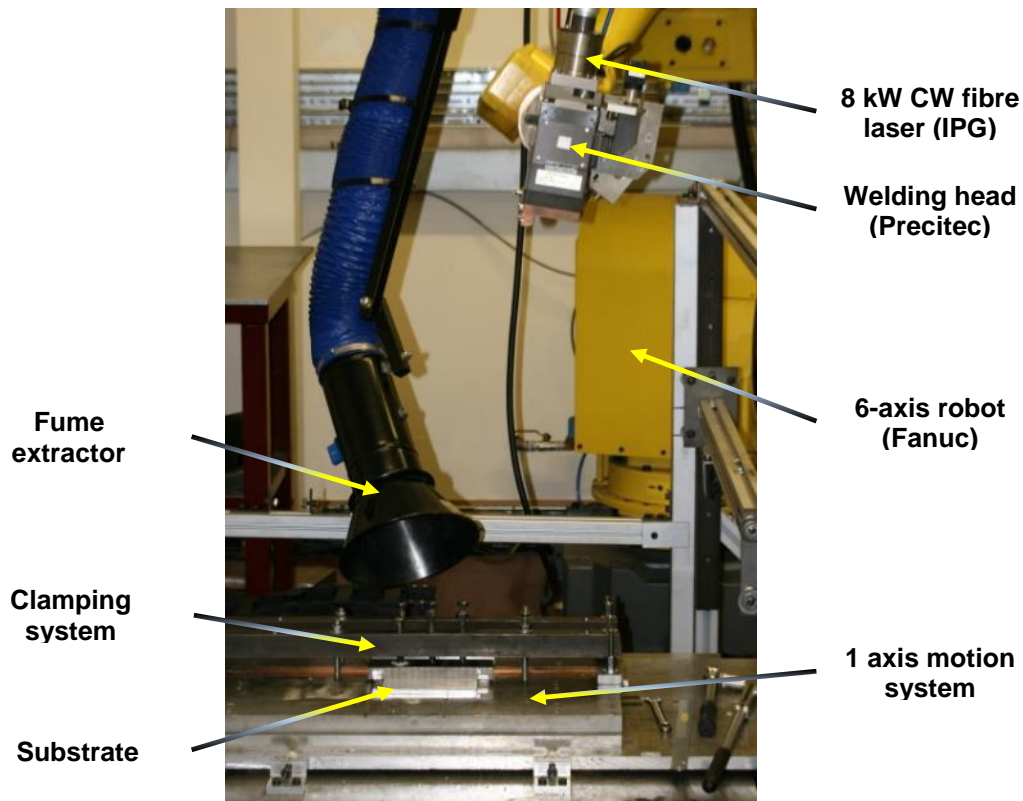 8 kW CW fibre
laser (IPG)
Welding head
(Precitec)
6-axis robot
(Fanuc)
1 axis motion
system
Fume
extractor
Clamping
system
Substrate